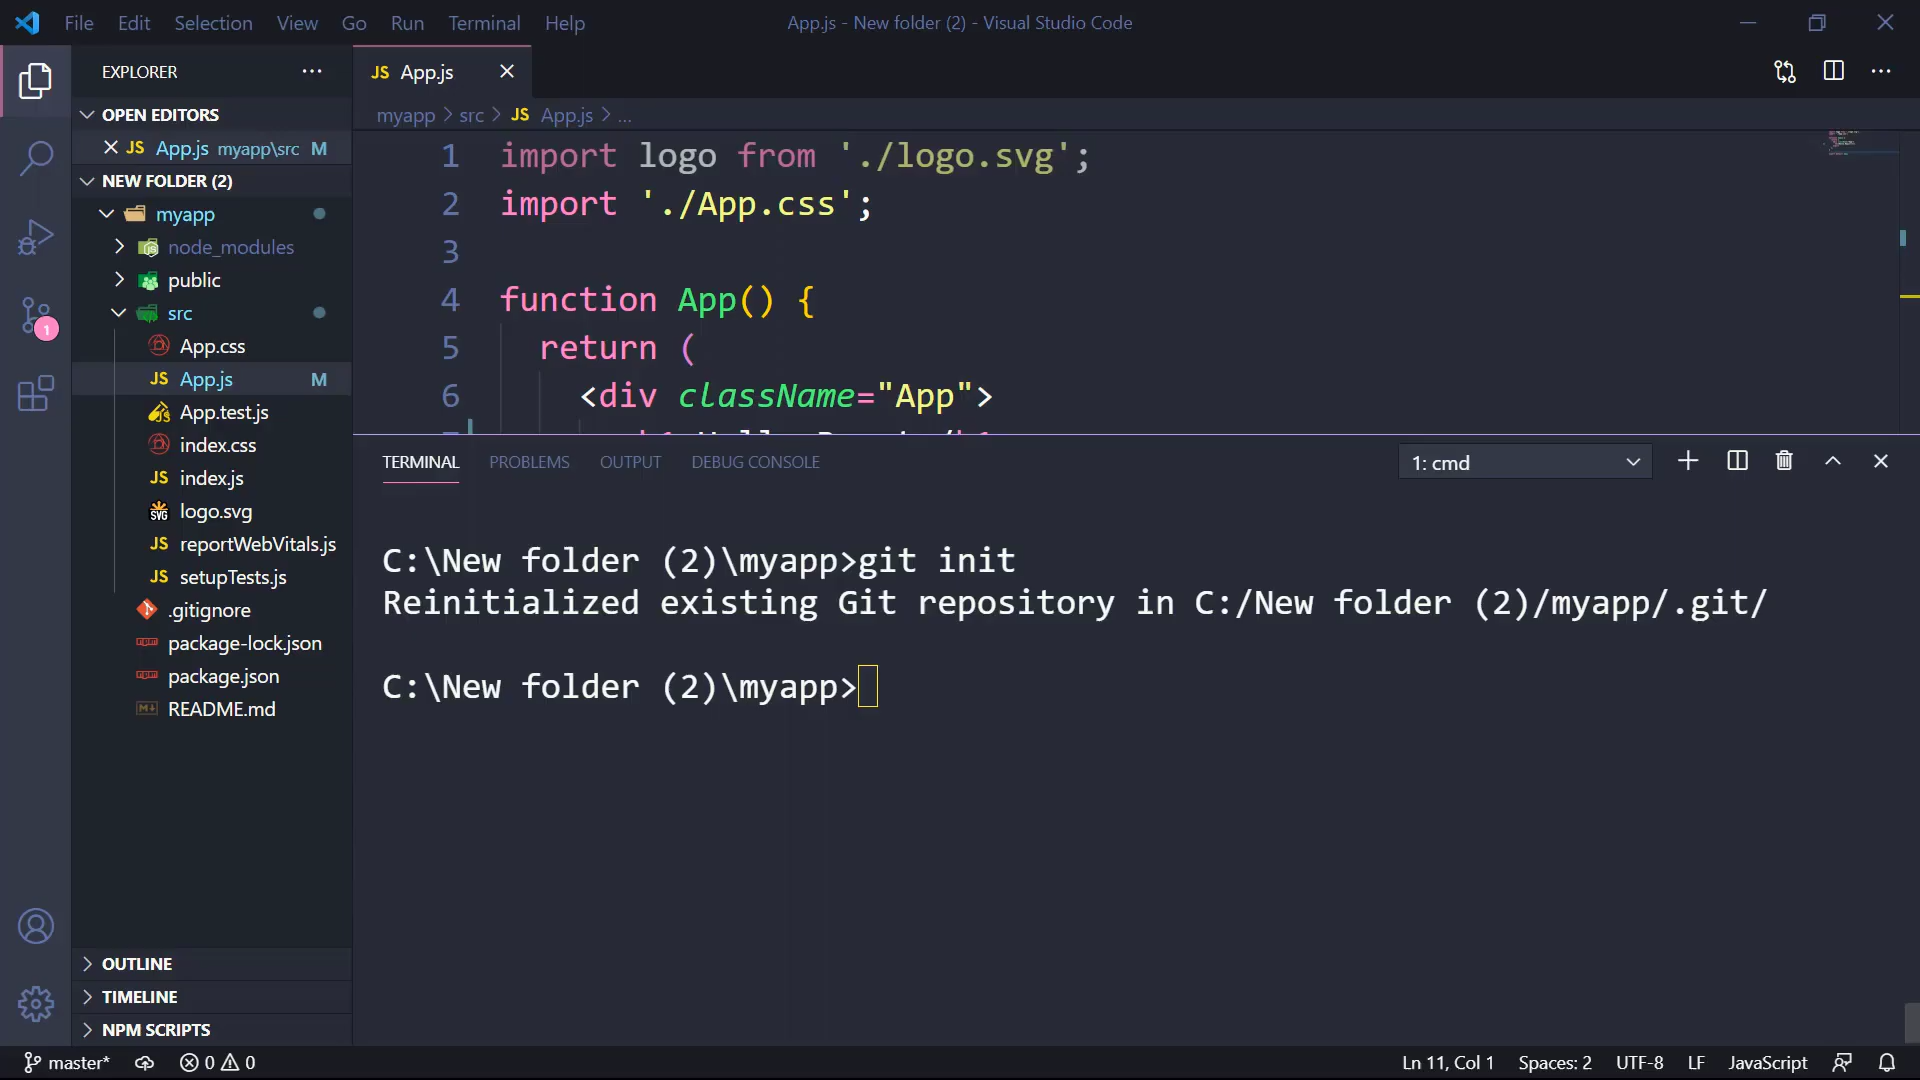 File Edit Selection View Go Run Terminal Help
App.js - New folder (2) - Visual Studio Code
EXPLORER
OPEN EDITORS
JS App.js myapp\src M
NEW FOLDER (2)
myapp
node_modules
public
src
App.css
JS App.js M
App.test.js
index.css
JS index.js
SVG logo.svg
JS reportWebVitals.js
JS setupTests.js
.gitignore
package-lock.json
package.json
README.md
OUTLINE
TIMELINE
NPM SCRIPTS
1
JS App.js
myapp > src > JS App.js > ...
1 import logo from './logo.svg';
2 import './App.css';
3
4 function App() {
5 return (
6 <div className="App">
TERMINAL PROBLEMS OUTPUT DEBUG CONSOLE
1: cmd
C:\New folder (2)\myapp>git init
Reinitialized existing Git repository in C:/New folder (2)/myapp/.git/
C:\New folder (2)\myapp>
master* 0 0
Ln 11, Col 1 Spaces: 2 UTF-8 LF JavaScript